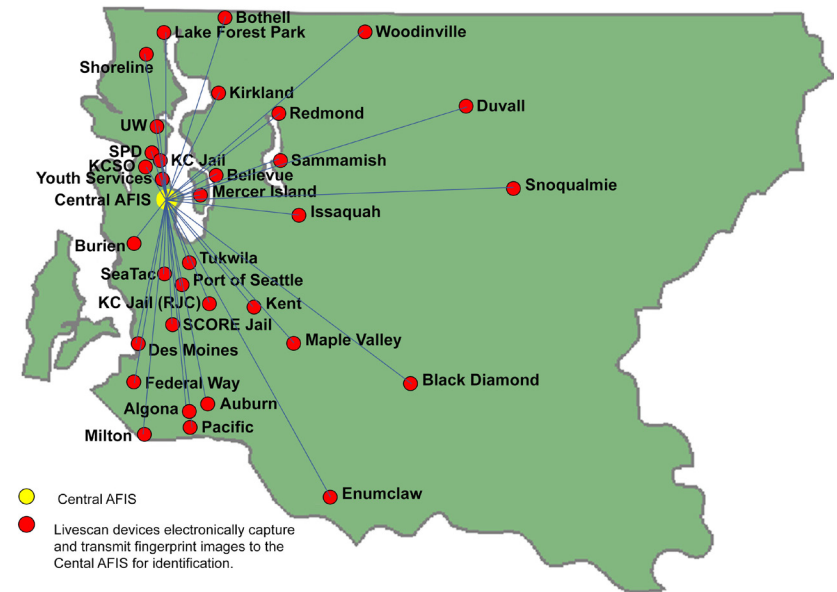 Bothell
Lake Forest Park
Woodinville
Shoreline
Kirkland
Redmond
Duvall
UW
SPD
KC Jail
Sammamish
KCSO
Youth Services
Bellevue
Snoqualmie
Mercer Island
Central AFIS
Issaquah
Burien
Tukwila
SeaTac
Port of Seattle
KC Jail (RJC)
Kent
SCORE Jail
Maple Valley
Des Moines
Black Diamond
Federal Way
Auburn
Algona
Pacific
Milton
Enumclaw
Central AFIS
Livescan devices electronically capture
and transmit fingerprint images to the
Cental AFIS for identification.